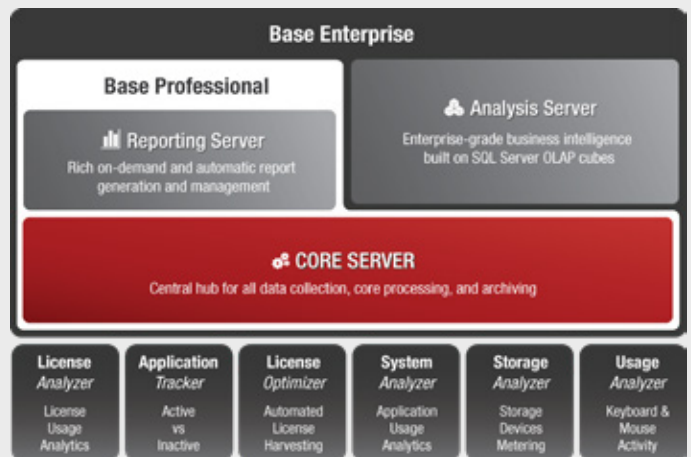 Base Enterprise
Base Professional
Reporting Server
Rich on-demand and automatic report
generation and management
Analysis Server
Enterprise-grade business intelligence
built on SQL Server OLAP cubes
CORE SERVER
Central hub for all data collection, core processing, and archiving
License
Analyzer
License
Usage
Analytics
Application
Tracker
Active
vs
Inactive
License
Optimizer
Automated
License
Harvesting
System
Analyzer
Application
Usage
Analytics
Storage
Analyzer
Storage
Devices
Metering
Usage
Analyzer
Keyboard &
Mouse
Activity